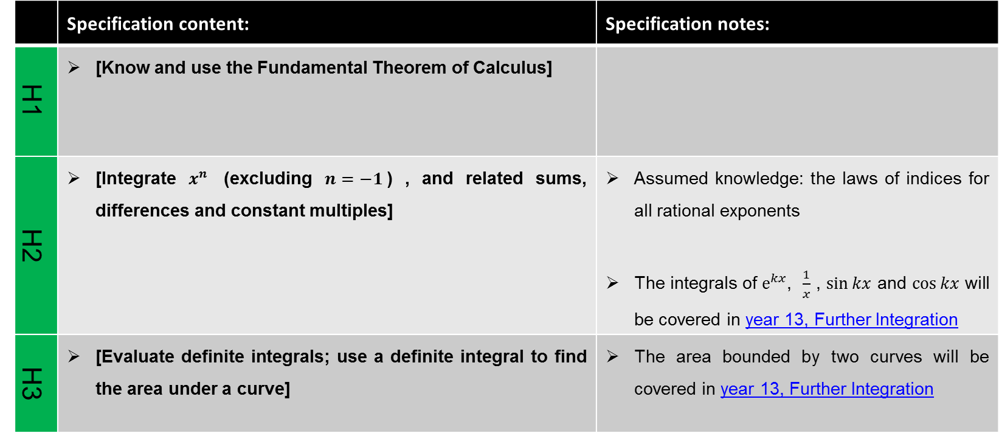 Specification content:
Specification notes:
H1
➢ [Know and use the Fundamental Theorem of Calculus]
H2
➢ [Integrate xⁿ (excluding n = −1) , and related sums,
differences and constant multiples]
➢ Assumed knowledge: the laws of indices for
all rational exponents
➢ The integrals of e^{kx}, 1/x , sin kx and cos kx will
be covered in year 13, Further Integration
H3
➢ [Evaluate definite integrals; use a definite integral to find
the area under a curve]
➢ The area bounded by two curves will be
covered in year 13, Further Integration